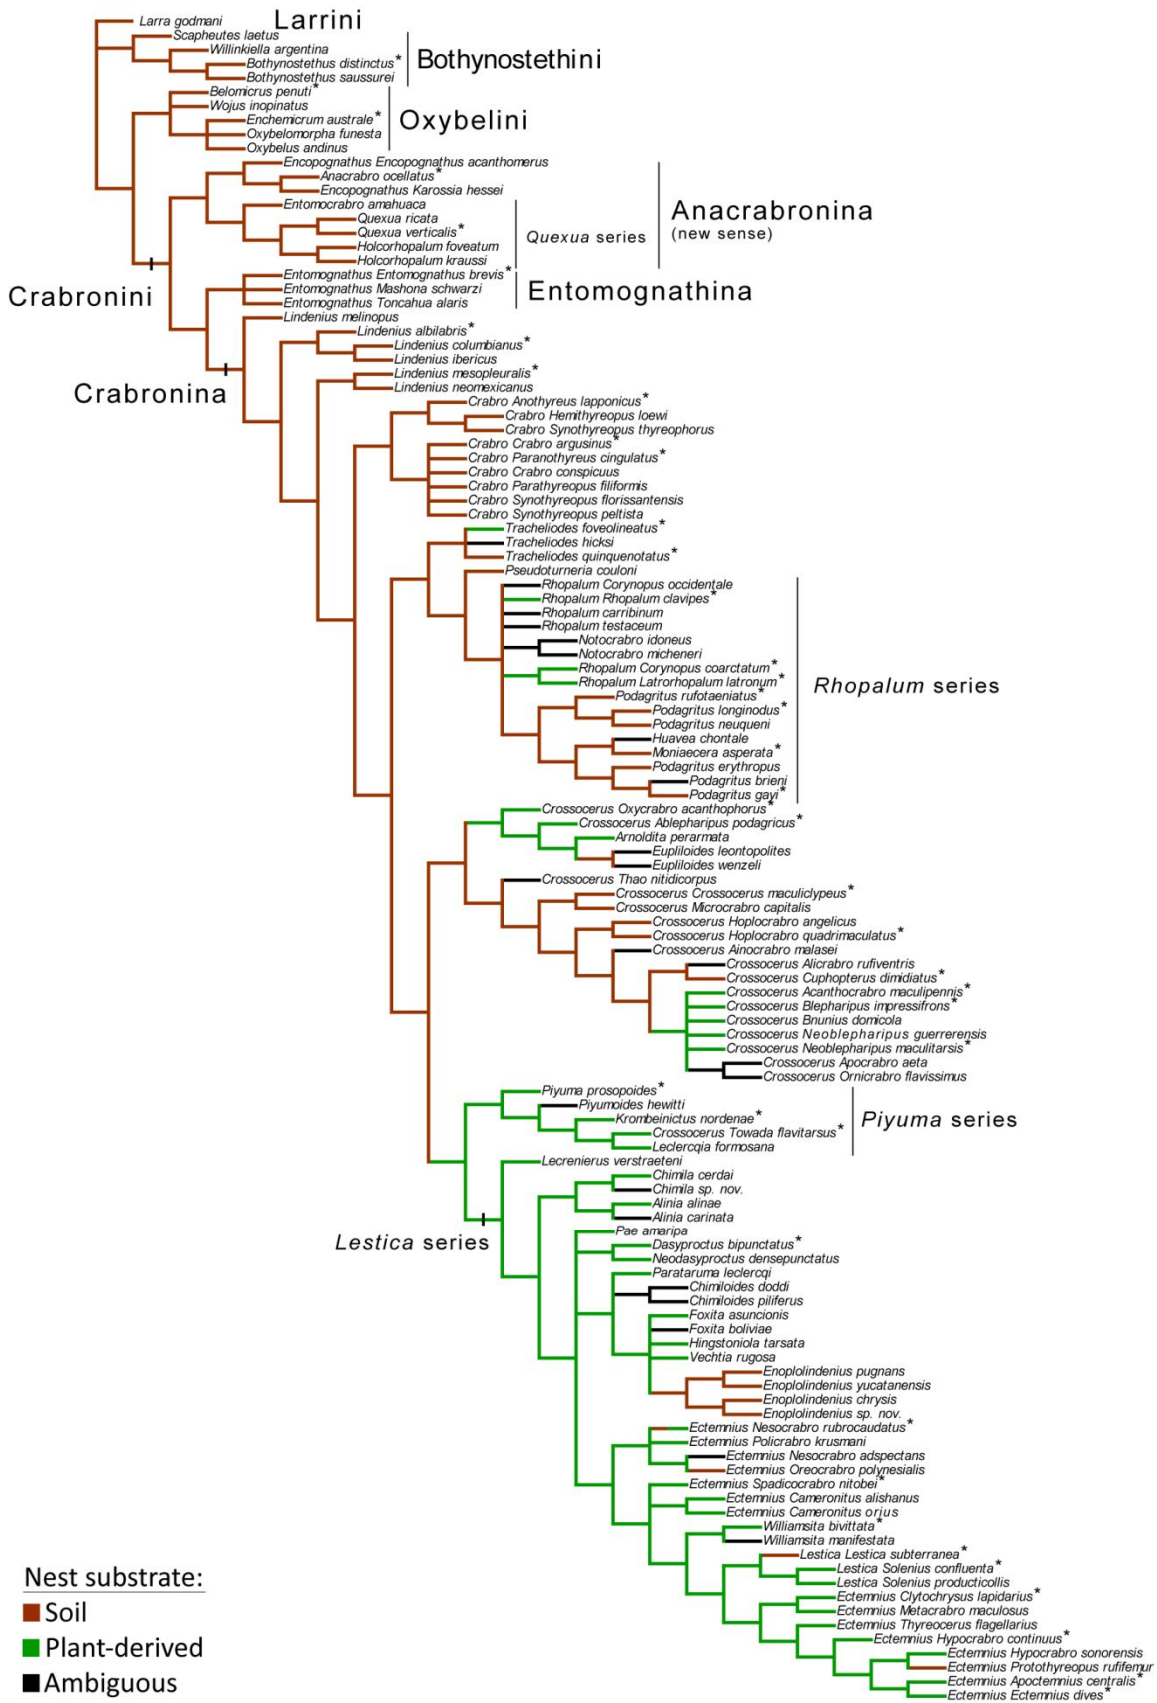 Larra godmani
Larrini
Scapheutes laetus
Willinkiella argentina
Bothynostethus distinctus*
Bothynostethini
Bothynostethus saussurei
Belomicrus penuti*
Wojus inopinatus
Enchemicrum australe*
Oxybelini
Oxybelomorpha funesta
Oxybelus andinus
Encopognathus Encopognathus acanthomerus
Anacrabro ocellatus*
Encopognathus Karossia hessei
Entomocrabro amahuaca
Anacrabronina
(new sense)
Quexua ricata
Quexua verticalis*
Quexua series
Holcorhopalum foveatum
Holcorhopalum kraussi
Entomognathus Entomognathus brevis*
Crabronini
Entomognathus Mashona schwarzi
Entomognathina
Entomognathus Toncahua alaris
Lindenius melinopus
Lindenius albilabris*
Lindenius columbianus*
Lindenius ibericus
Lindenius mesopleuralis*
Lindenius neomexicanus
Crabronina
Crabro Anothyreus lapponicus*
Crabro Hemithyreopus loewi
Crabro Synothyreopus thyreophorus
Crabro Crabro argusinus*
Crabro Paranothyreus cingulatus*
Crabro Crabro conspicuus
Crabro Parathyreopus filiformis
Crabro Synothyreopus florissantensis
Crabro Synothyreopus peltista
Tracheliodes foveolineatus*
Tracheliodes hicksi
Tracheliodes quinquenotatus*
Pseudoturneria couloni
Rhopalum Corynopus occidentale
Rhopalum Rhopalum clavipes*
Rhopalum carribinum
Rhopalum testaceum
Notocrabro idoneus
Notocrabro micheneri
Rhopalum Corynopus coarctatum*
Rhopalum Latrorhopalum latronum*
Rhopalum series
Podagritus rufotaeniatus*
Podagritus longinodus*
Podagritus neuqueni
Huavea chontale
Moniaecera asperata*
Podagritus erythropus
Podagritus brieni
Podagritus gayi*
Crossocerus Oxycrabro acanthophorus*
Crossocerus Ablepharipus podagricus*
Arnoldita perarmata
Eupliloides leontopolites
Eupliloides wenzeli
Crossocerus Thao nitidicorpus
Crossocerus Crossocerus maculiclypeus*
Crossocerus Microcrabro capitalis
Crossocerus Hoplocrabro angelicus
Crossocerus Hoplocrabro quadrimaculatus*
Crossocerus Ainocrabro malasei
Crossocerus Alicrabro rufiventris
Crossocerus Cuphopterus dimidiatus*
Crossocerus Acanthocrabro maculipennis*
Crossocerus Blepharipus impressifrons*
Crossocerus Bnunius domicola
Crossocerus Neoblepharipus guerrerensis
Crossocerus Neoblepharipus maculitarsis*
Crossocerus Apocrabro aeta
Crossocerus Ornicrabro flavissimus
Piyuma prosopoides*
Piyumoides hewitti
Krombeinictus nordenae*
Piyuma series
Crossocerus Towada flavitarsus*
Leclercqia formosana
Lecrenierus verstraeteni
Chimila cerdai
Chimila sp. nov.
Alinia alinae
Alinia carinata
Pae amaripa
Lestica series
Dasyproctus bipunctatus*
Neodasyproctus densepunctatus
Parataruma leclercqi
Chimiloides doddi
Chimiloides piliferus
Foxita asuncionis
Foxita boliviae
Hingstoniola tarsata
Vechtia rugosa
Enoplolindenius pugnans
Enoplolindenius yucatanensis
Enoplolindenius chrysis
Enoplolindenius sp. nov.
Ectemnius Nesocrabro rubrocaudatus*
Ectemnius Policrabro krusmani
Ectemnius Nesocrabro adspectans
Ectemnius Oreocrabro polynesialis
Ectemnius Spadicocrabro nitobei*
Ectemnius Cameronitus alishanus
Ectemnius Cameronitus orius
Williamsita bivittata*
Williamsita manifestata
Lestica Lestica subterranea*
Lestica Solenius confluenta*
Lestica Solenius producticollis
Ectemnius Clytochrysus lapidarius*
Ectemnius Metacrabro maculosus
Ectemnius Thyreocerus flagellarius
Ectemnius Hypocrabro continuus*
Ectemnius Hypocrabro sonorensis
Ectemnius Protothyreopus rufifemur
Ectemnius Apoctemnius centralis*
Ectemnius Ectemnius dives*
Nest substrate:
Soil
Plant-derived
Ambiguous